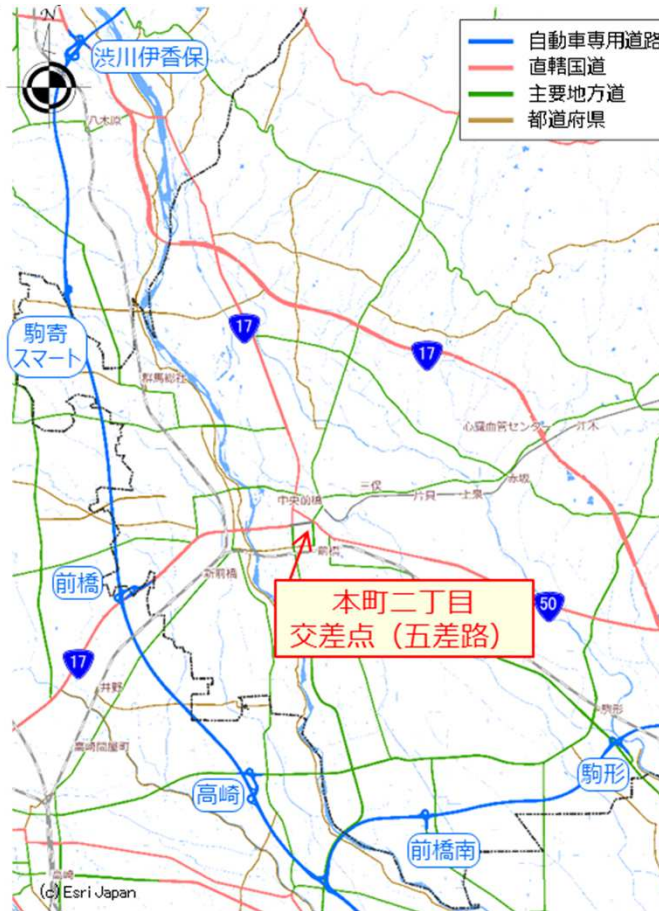 N
渋川伊香保
自動車専用道路
直轄国道
主要地方道
都道府県
八木原
駒寄
スマート
17
17
群馬総社
心臓血管センター
江木
赤坂
三俣
片貝
上泉
中央前橋
前橋
新前橋
前橋
本町二丁目
交差点（五差路）
50
17
井野
高崎問屋町
駒形
駒形
高崎
前橋南
高崎
(c) Esri Japan